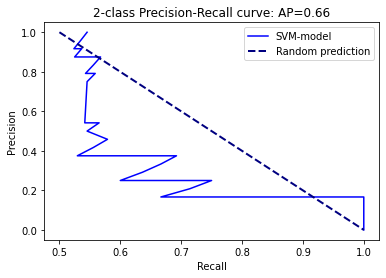 2-class Precision-Recall curve: AP=0.66
SVM-model
Random prediction
Precision
1.0
0.8
0.6
0.4
0.2
0.0
0.5 0.6 0.7 0.8 0.9 1.0
Recall